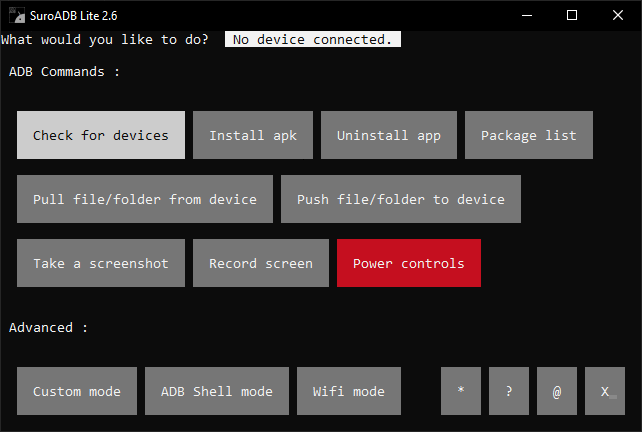 SuroADB Lite 2.6
What would you like to do? No device connected.
ADB Commands :
Check for devices Install apk Uninstall app Package list
Pull file/folder from device Push file/folder to device
Take a screenshot Record screen Power controls
Advanced :
Custom mode ADB Shell mode Wifi mode * ? @ X_